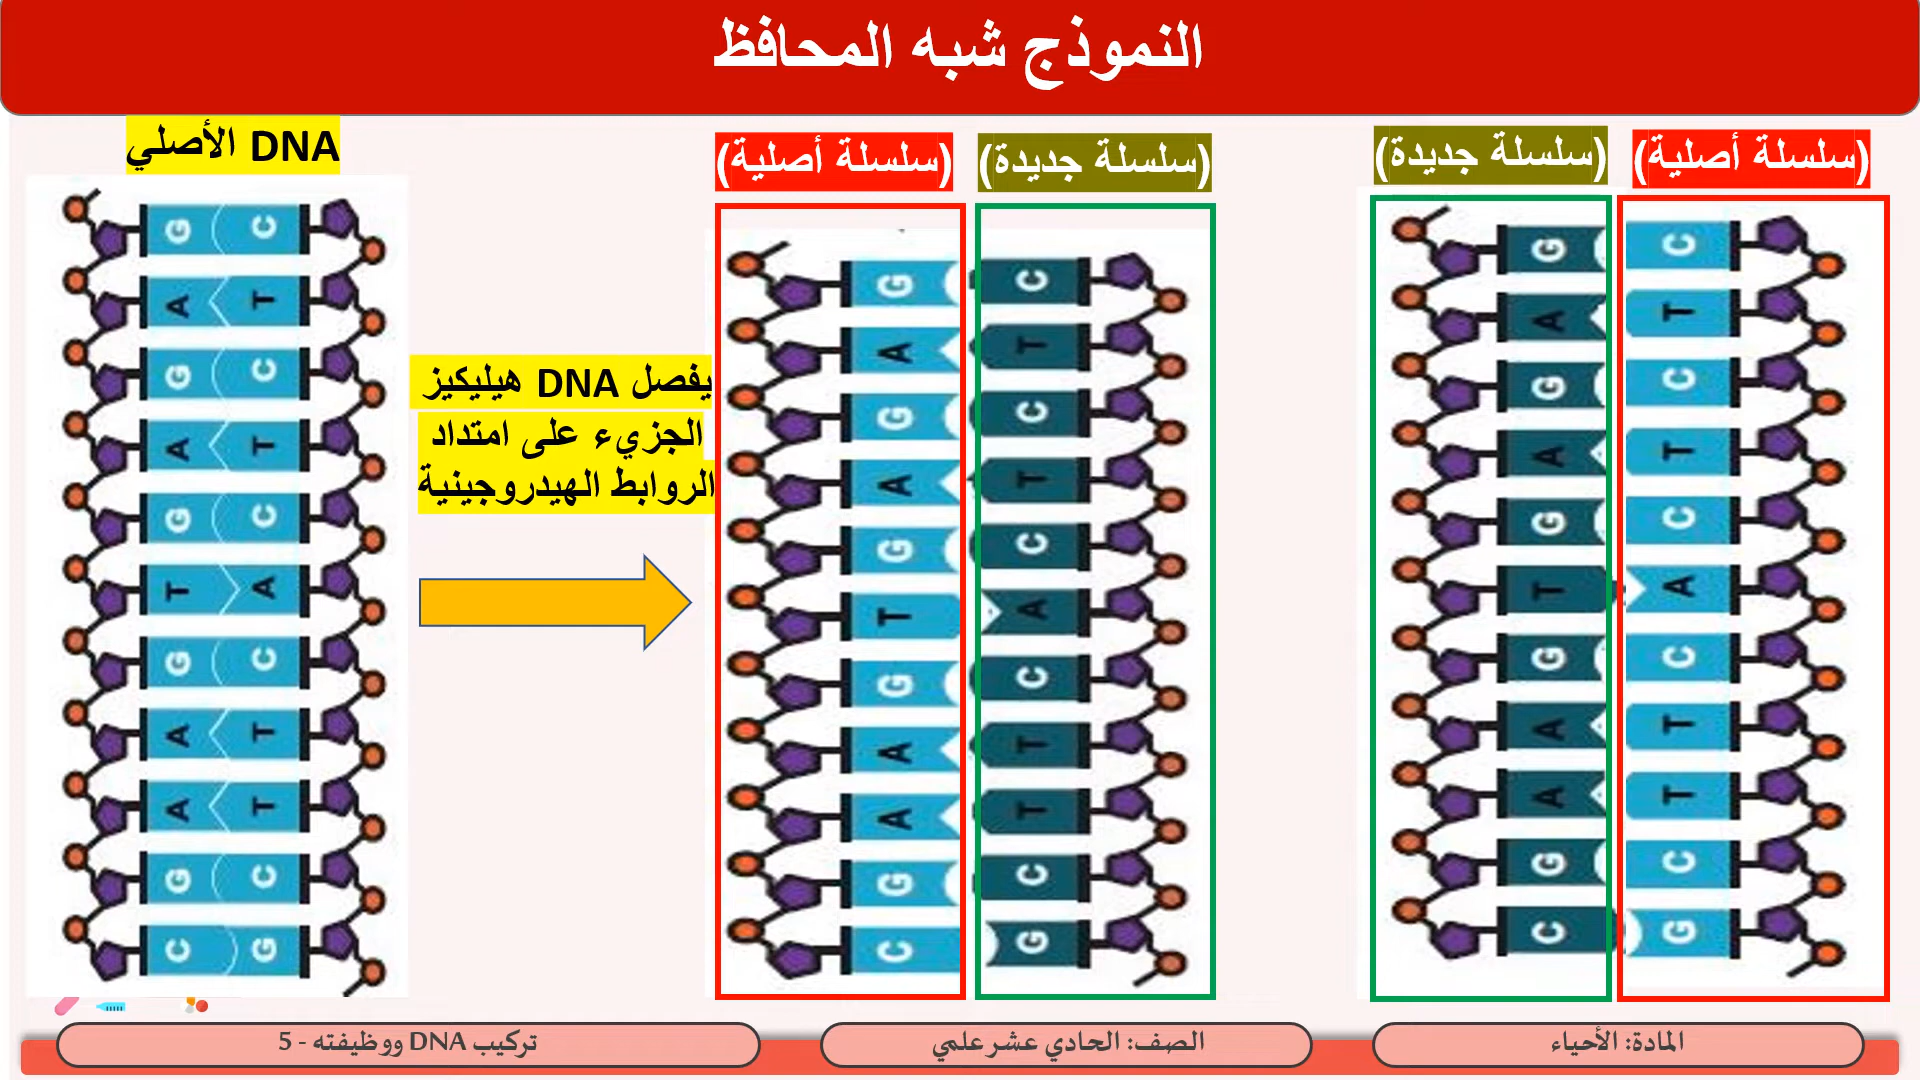 النموذج شبه المحافظ
(سلسلة أصلية) (سلسلة جديدة)
(سلسلة جديدة) (سلسلة أصلية)
DNA الأصلي
يفصل DNA هيليكيز
الجزيء على امتداد
الروابط الهيدروجينية
G C G C G C
A T A T A T
G C G C G C
A T A T A T
G C G C G C
T A T A T A
G C G C G C
A T A T A T
A T A T A T
G C G C G C
C G C G C G
المادة: الأحياء
الصف: الحادي عشر علمي
تركيب DNA ووظيفته - 5